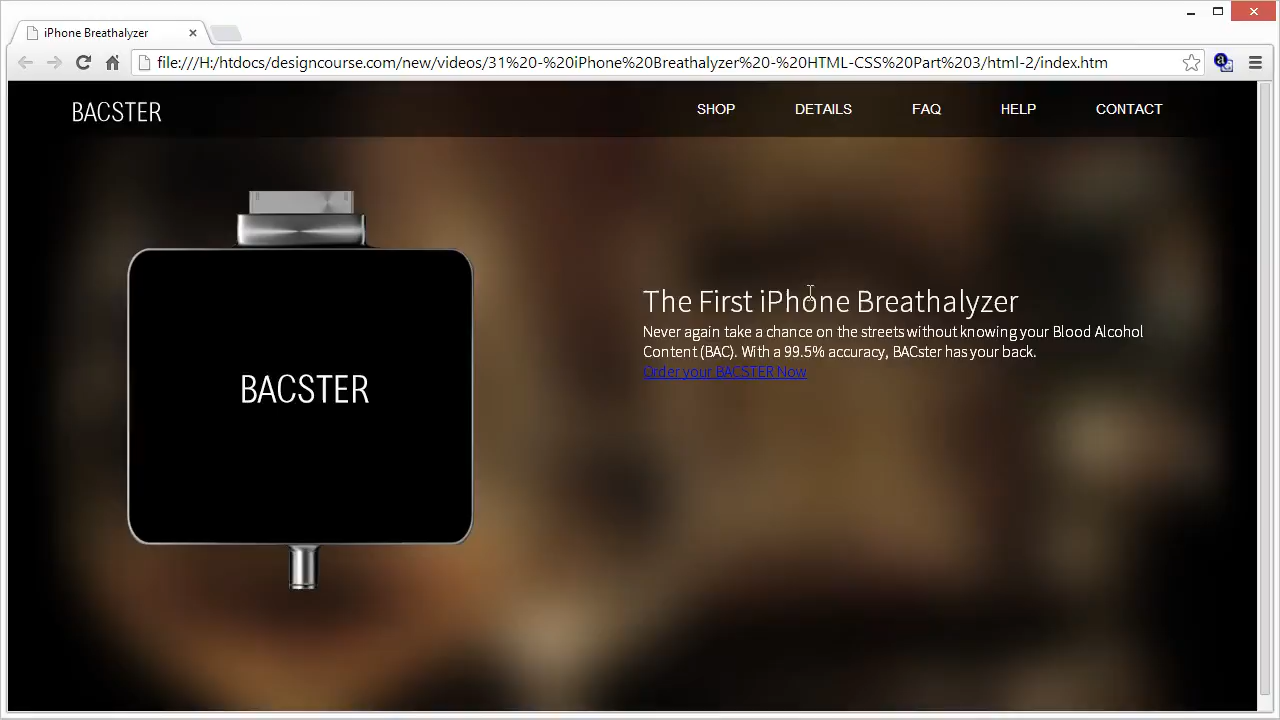 iPhone Breathalyzer
file:///H:/htdocs/designcourse.com/new/videos/31%20-%20iPhone%20Breathalyzer%20-%20HTML-CSS%20Part%203/html-2/index.htm
BACSTER
SHOP DETAILS FAQ HELP CONTACT
BACSTER
The First iPhone Breathalyzer
Never again take a chance on the streets without knowing your Blood Alcohol
Content (BAC). With a 99.5% accuracy, BACster has your back.
Order your BACSTER Now